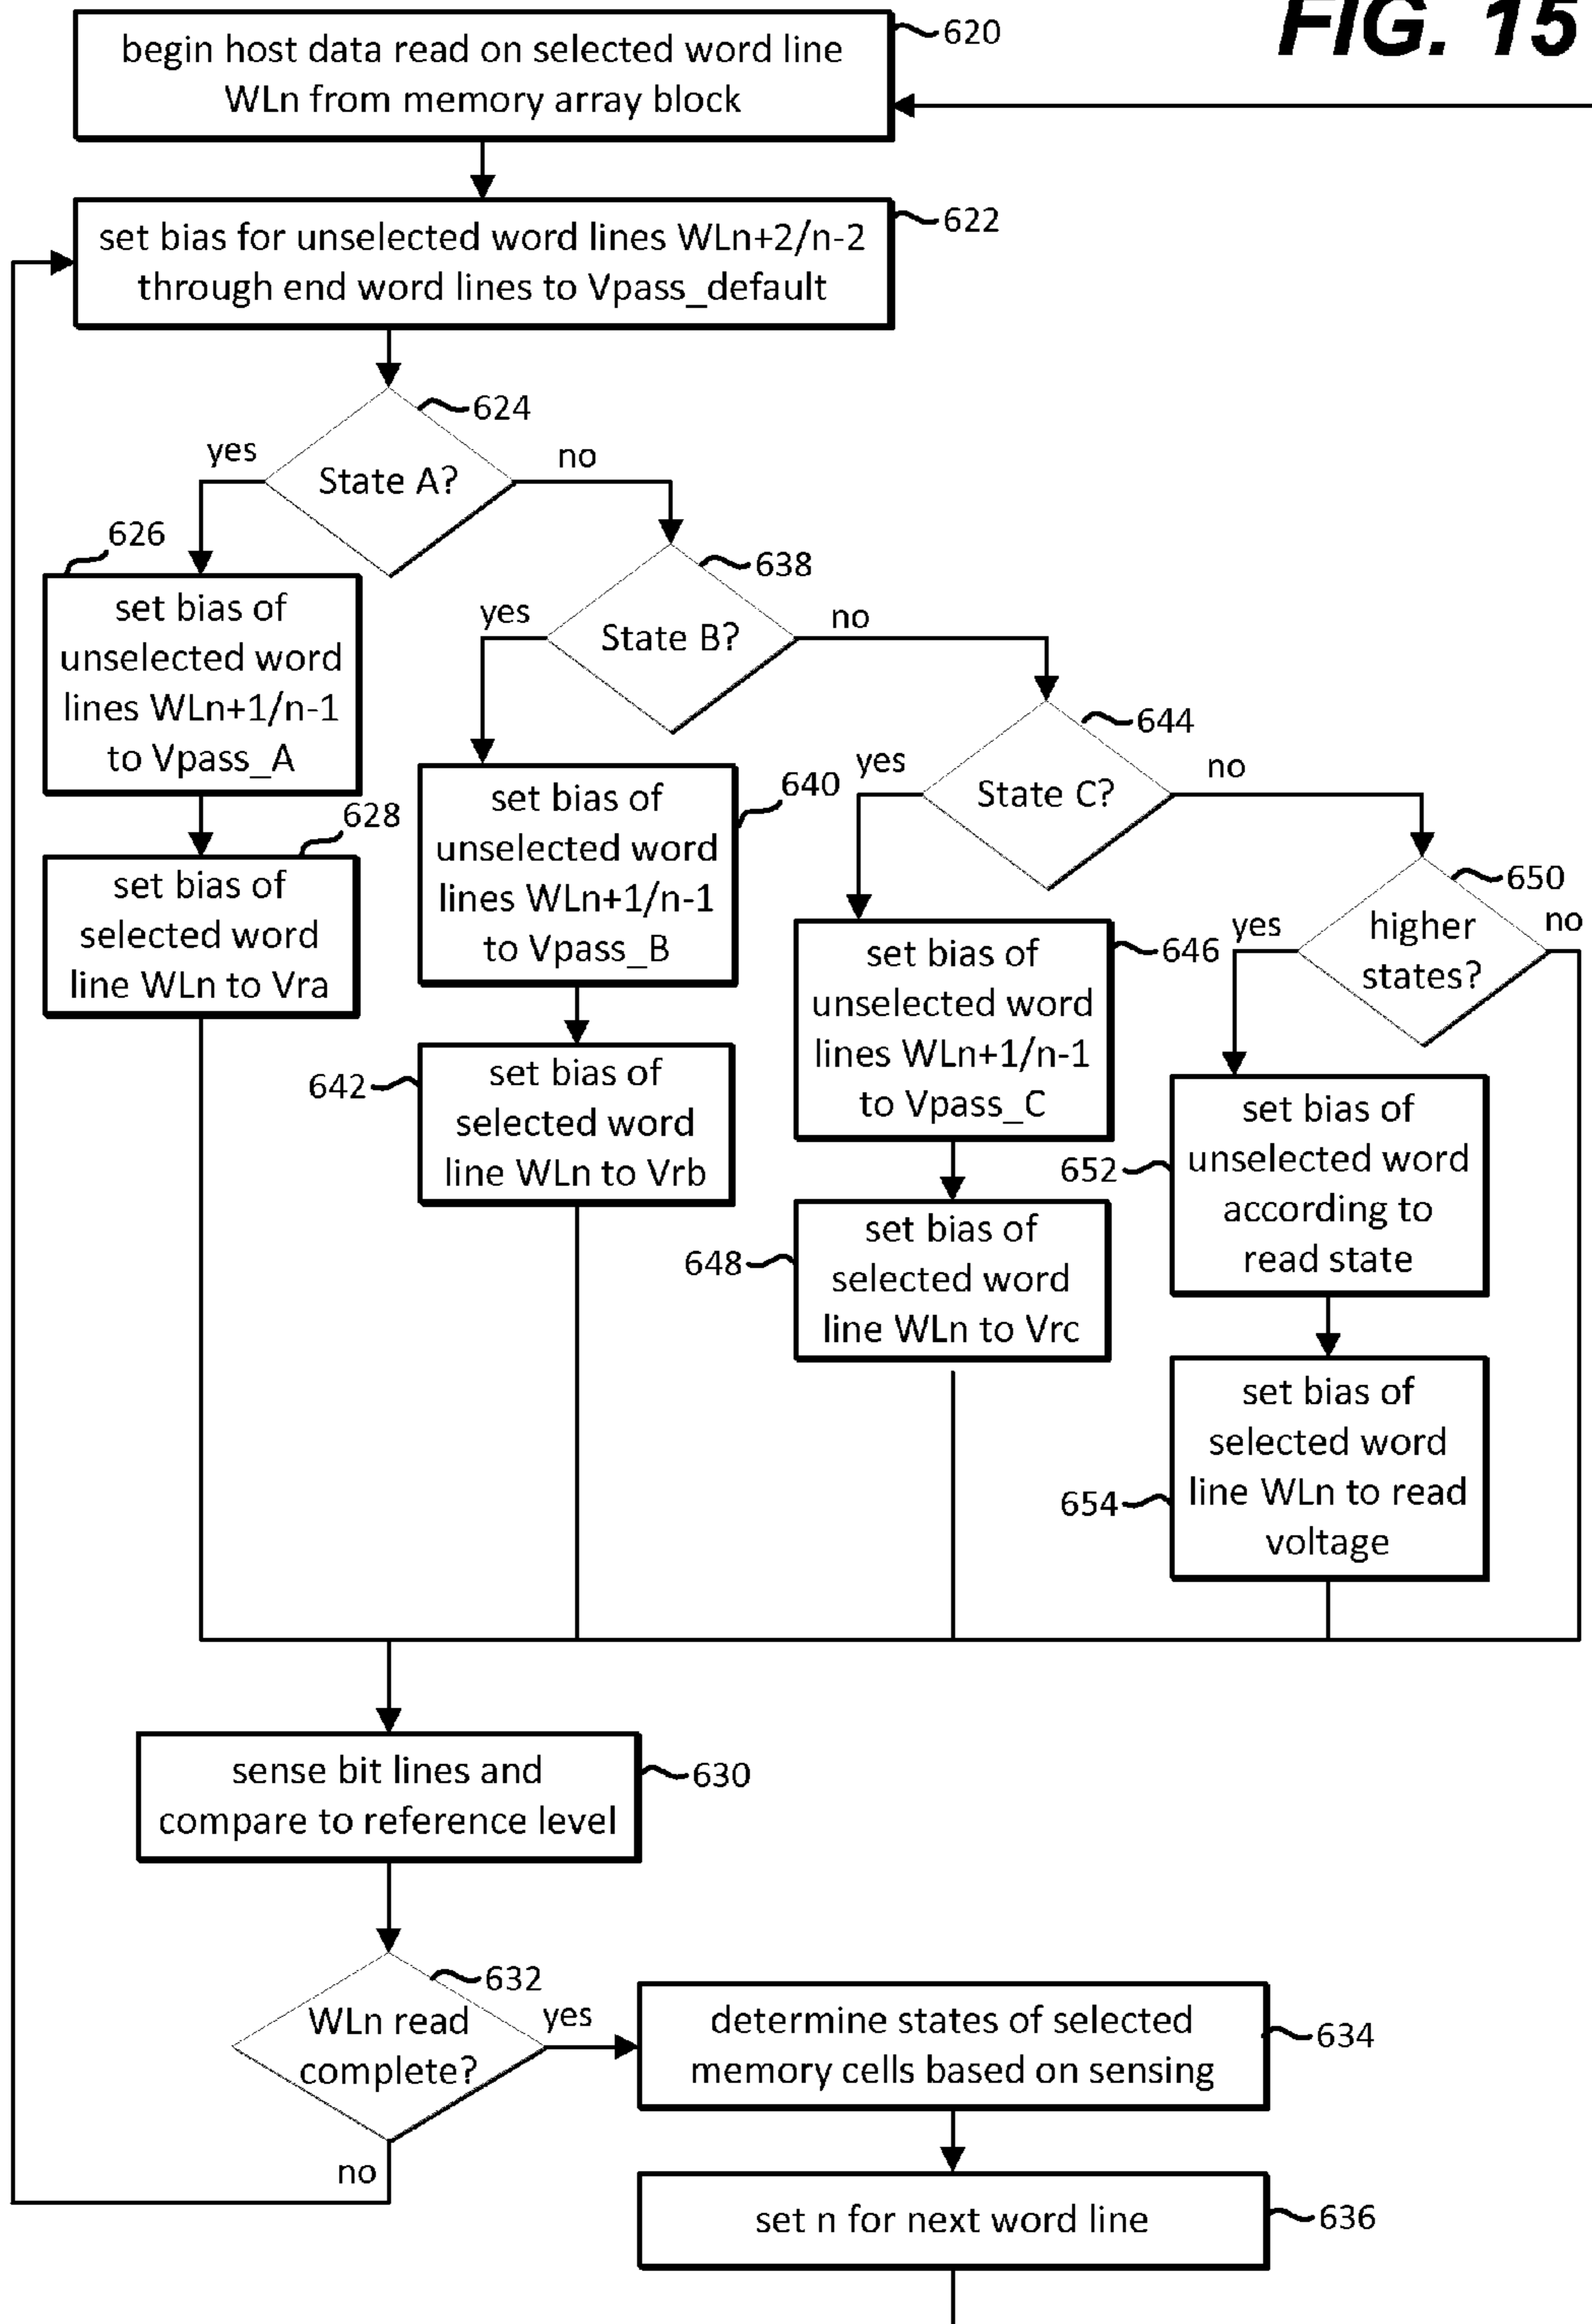 FIG. 15
begin host data read on selected word line
WLn from memory array block
620
set bias for unselected word lines WLn+2/n-2
through end word lines to Vpass_default
622
624
State A?
yes
no
626
set bias of
unselected word
lines WLn+1/n-1
to Vpass_A
628
set bias of
selected word
line WLn to Vra
638
State B?
yes
no
640
set bias of
unselected word
lines WLn+1/n-1
to Vpass_B
642
set bias of
selected word
line WLn to Vrb
644
State C?
yes
no
646
set bias of
unselected word
lines WLn+1/n-1
to Vpass_C
648
set bias of
selected word
line WLn to Vrc
650
higher
states?
yes
no
652
set bias of
unselected word
according to
read state
654
set bias of
selected word
line WLn to read
voltage
sense bit lines and
compare to reference level
630
632
WLn read
complete?
yes
no
determine states of selected
memory cells based on sensing
634
set n for next word line
636